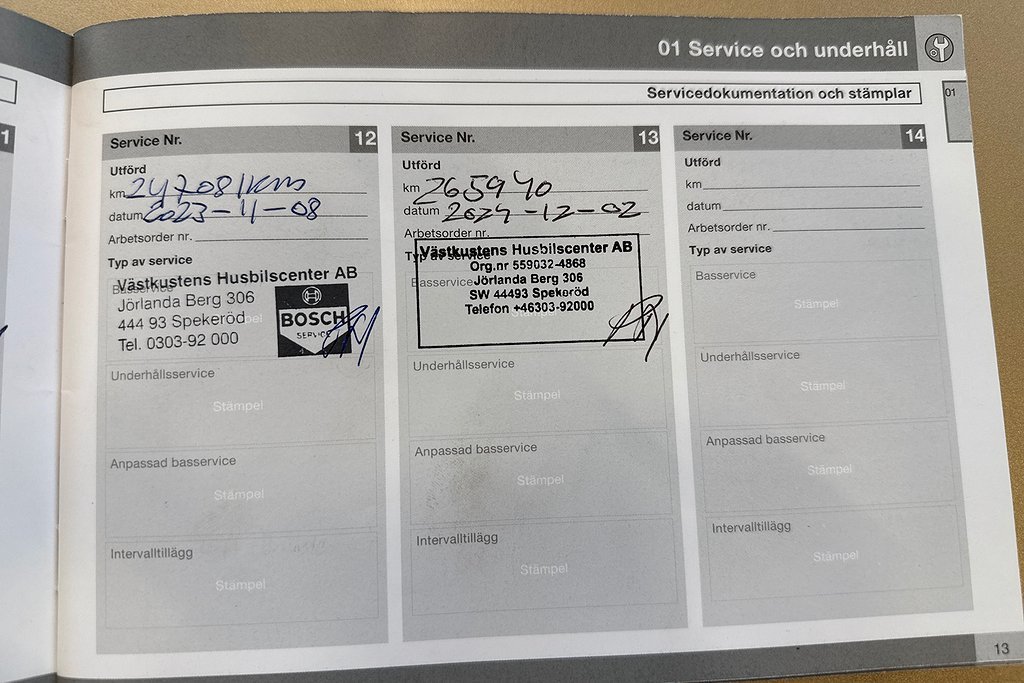 01 Service och underhåll
Servicedokumentation och stämplar
01
1
Service Nr. 12
Utförd
km 247081km
datum 2023-11-08
Arbetsorder nr.
Typ av service
Basservice
Västkustens Husbilscenter AB
Jörlanda Berg 306
444 93 Spekeröd
Tel. 0303-92 000
BOSCH
SERVICE
Underhållsservice
Stämpel
Anpassad basservice
Stämpel
Intervalltillägg
Stämpel
Service Nr. 13
Utförd
km 265940
datum 2024-12-02
Arbetsorder nr.
Typ av service
Basservice
Västkustens Husbilscenter AB
Org.nr 559032-4868
Jörlanda Berg 306
SW 44493 Spekeröd
Telefon +46303-92000
Underhållsservice
Stämpel
Anpassad basservice
Stämpel
Intervalltillägg
Stämpel
Service Nr. 14
Utförd
km
datum
Arbetsorder nr.
Typ av service
Basservice
Stämpel
Underhållsservice
Stämpel
Anpassad basservice
Stämpel
Intervalltillägg
Stämpel
13